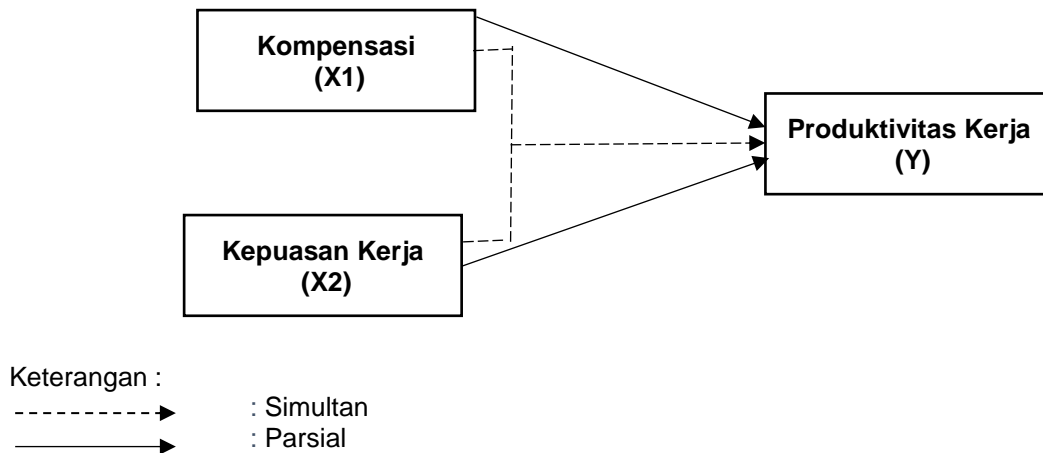 Kompensasi
(X1)
Produktivitas Kerja
(Y)
Kepuasan Kerja
(X2)
Keterangan :
: Simultan
: Parsial